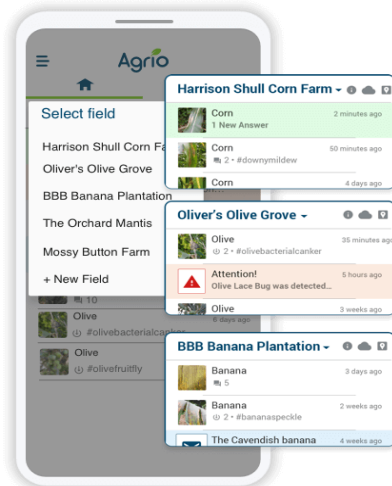 Agrio
Select field
Harrison Shull Corn Fa
Oliver's Olive Grove
BBB Banana Plantation
The Orchard Mantis
Mossy Button Farm
+ New Field
10
Olive
6 days ago
#olivebacterialcanker
Olive
#olivefruitfly
Harrison Shull Corn Farm
Corn
2 minutes ago
1 New Answer
Corn
50 minutes ago
2 • #downymildew
Corn
4 days ago
Oliver's Olive Grove
Olive
35 minutes ago
2 • #olivebacterialcanker
Attention!
5 hours ago
Olive Lace Bug was detected...
Olive
3 weeks ago
BBB Banana Plantation
Banana
3 days ago
5
Banana
2 weeks ago
2 • #bananaspeckle
The Cavendish banana
4 weeks ago